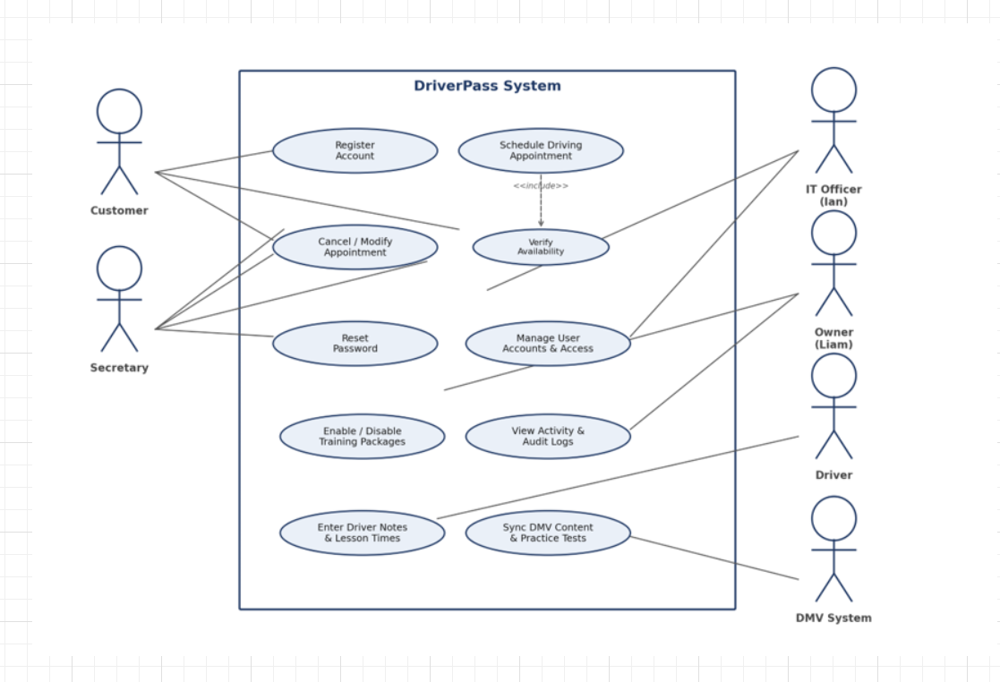 DriverPass System
Register
Account
Schedule Driving
Appointment
<<include>>
Customer
IT Officer
(Ian)
Cancel / Modify
Appointment
Verify
Availability
Secretary
Owner
(Liam)
Reset
Password
Manage User
Accounts & Access
Enable / Disable
Training Packages
View Activity &
Audit Logs
Driver
Enter Driver Notes
& Lesson Times
Sync DMV Content
& Practice Tests
DMV System